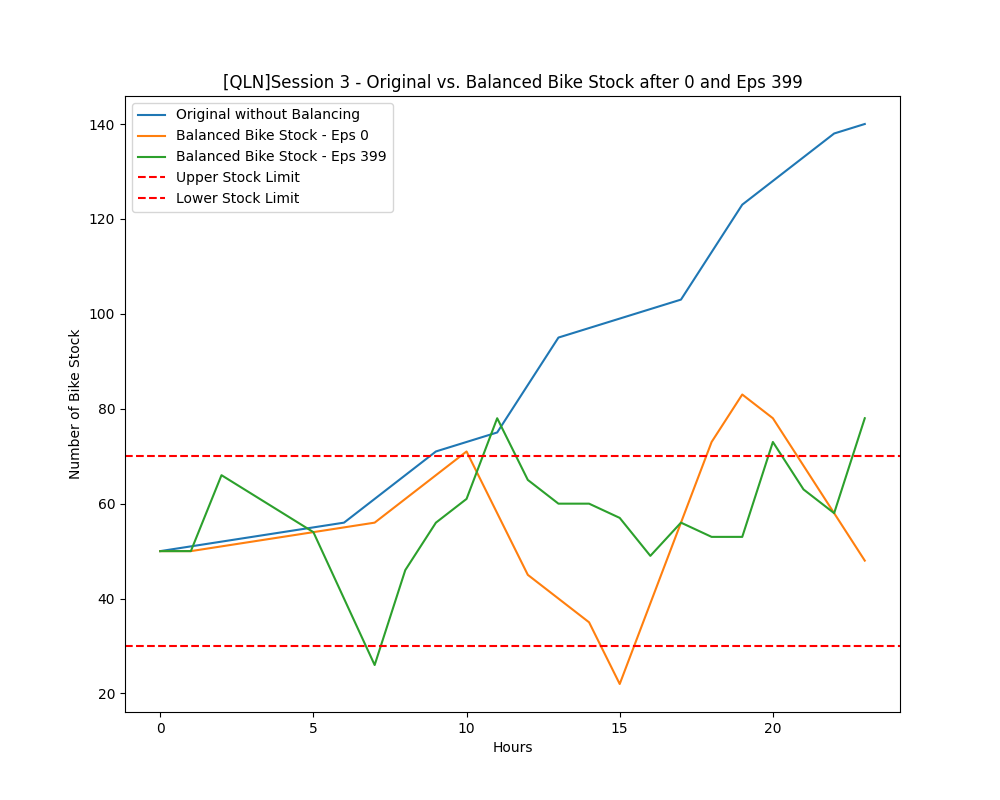 [QLN]Session 3 - Original vs. Balanced Bike Stock after 0 and Eps 399
Original without Balancing
Balanced Bike Stock - Eps 0
Balanced Bike Stock - Eps 399
Upper Stock Limit
Lower Stock Limit
140
120
100
80
60
40
20
Number of Bike Stock
0 5 10 15 20
Hours